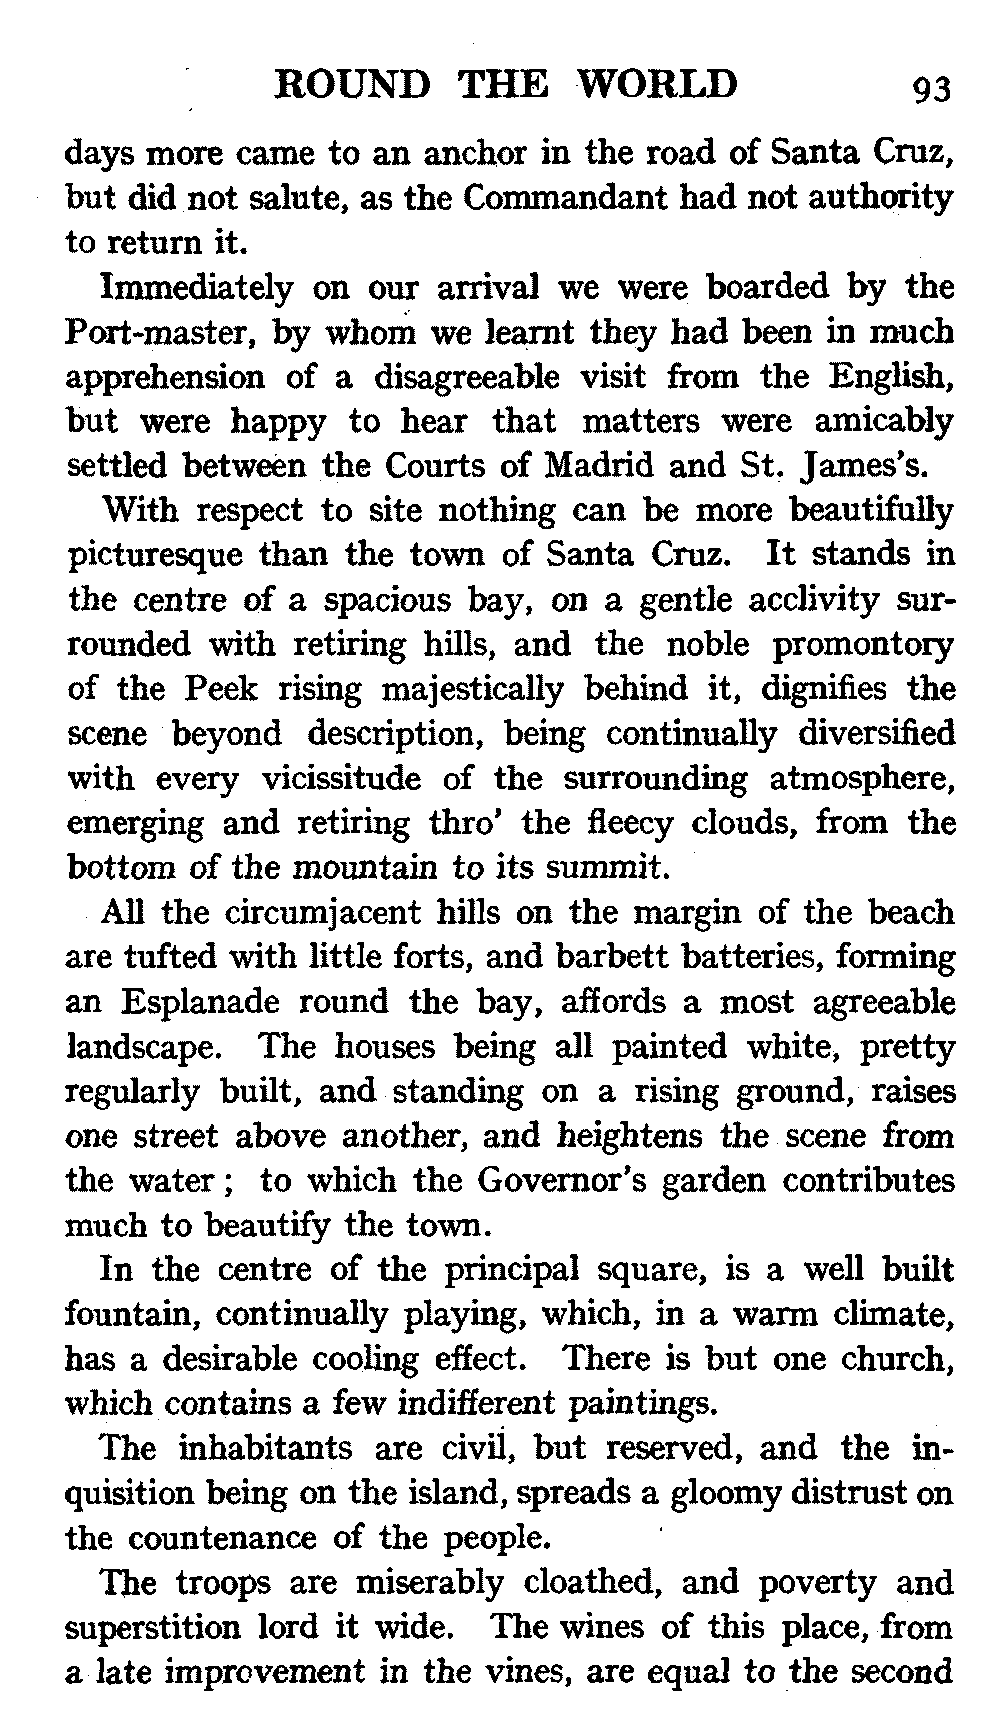 ROUND THE WORLD 93
days more came to an anchor in the road of Santa Cruz,
but did not salute, as the Commandant had not authority
to return it.
Immediately on our arrival we were boarded by the
Port-master, by whom we learnt they had been in much
apprehension of a disagreeable visit from the English,
but were happy to hear that matters were amicably
settled between the Courts of Madrid and St. James's.
With respect to site nothing can be more beautifully
picturesque than the town of Santa Cruz. It stands in
the centre of a spacious bay, on a gentle acclivity sur-
rounded with retiring hills, and the noble promontory
of the Peek rising majestically behind it, dignifies the
scene beyond description, being continually diversified
with every vicissitude of the surrounding atmosphere,
emerging and retiring thro' the fleecy clouds, from the
bottom of the mountain to its summit.
All the circumjacent hills on the margin of the beach
are tufted with little forts, and barbett batteries, forming
an Esplanade round the bay, affords a most agreeable
landscape. The houses being all painted white, pretty
regularly built, and standing on a rising ground, raises
one street above another, and heightens the scene from
the water ; to which the Governor's garden contributes
much to beautify the town.
In the centre of the principal square, is a well built
fountain, continually playing, which, in a warm climate,
has a desirable cooling effect. There is but one church,
which contains a few indifferent paintings.
The inhabitants are civil, but reserved, and the in-
quisition being on the island, spreads a gloomy distrust on
the countenance of the people.
The troops are miserably cloathed, and poverty and
superstition lord it wide. The wines of this place, from
a late improvement in the vines, are equal to the second